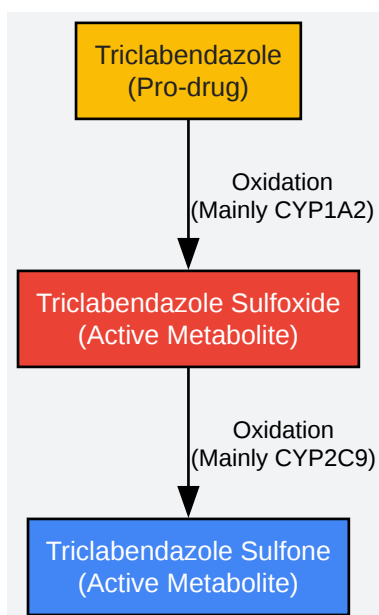 Triclabendazole
(Pro-drug)
Oxidation
(Mainly CYP1A2)
Triclabendazole Sulfoxide
(Active Metabolite)
Oxidation
(Mainly CYP2C9)
Triclabendazole Sulfone
(Active Metabolite)